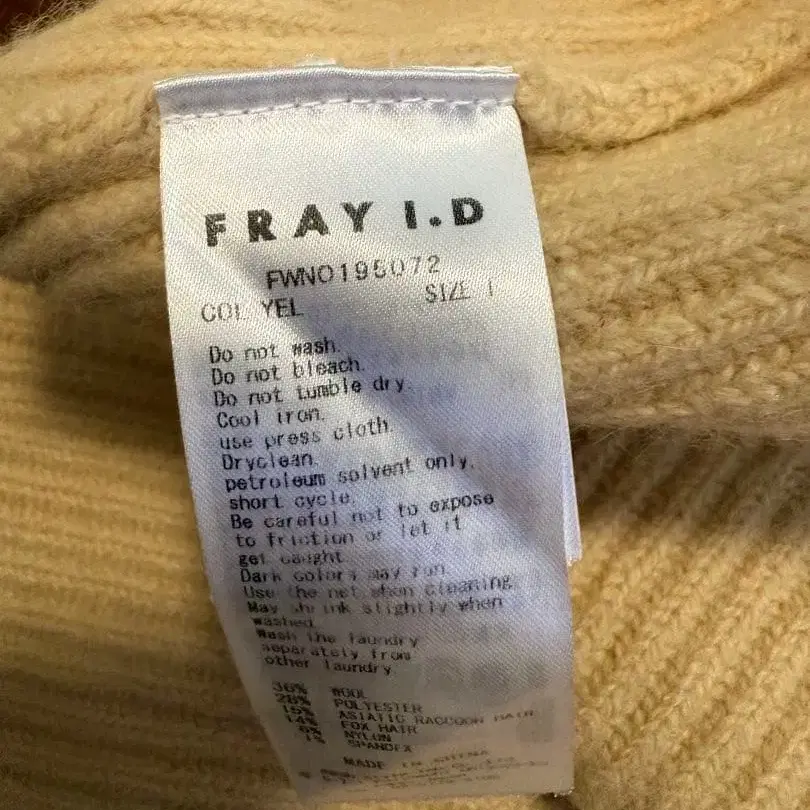 FRAY I.D
FWNO195072
COL YEL SIZE 1
Do not wash.
Do not bleach.
Do not tumble dry.
Cool iron.
use press cloth.
Dryclean.
petroleum solvent only.
short cycle.
Be careful not to expose
to friction or let it
get caught.
Dark colors may run.
Use the net when cleaning.
May shrink slightly when
washed.
Wash the laundry
separately from
other laundry
36% WOOL
28% POLYESTER
15% ASIATIC RACCOON HAIR
14% FOX HAIR
6% NYLON
1% SPANDEX
MADE IN CHINA